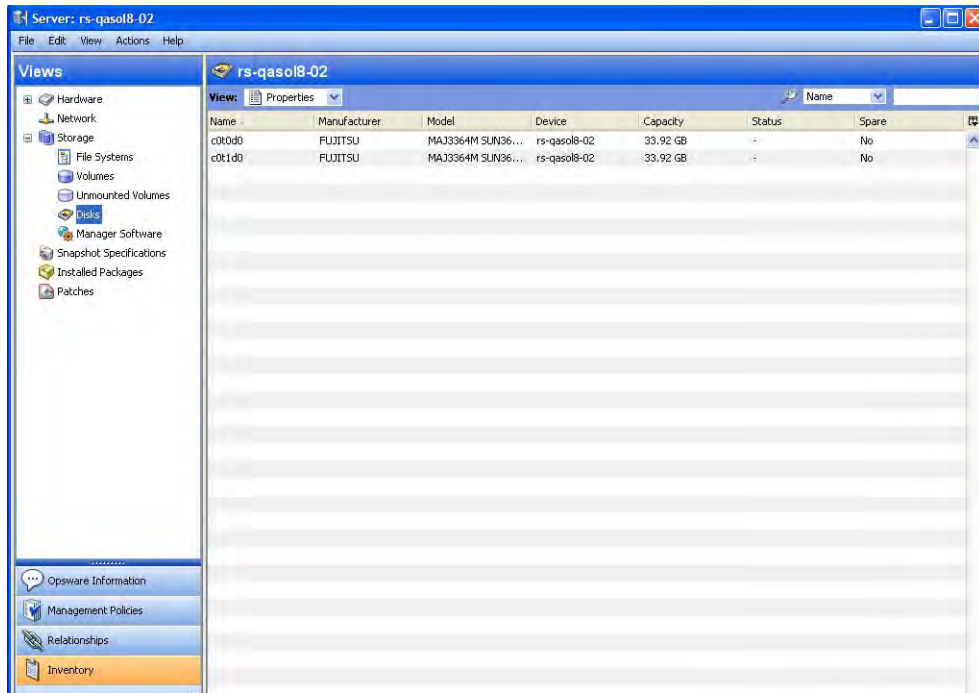 Server: rs-qasol8-02
File Edit View Actions Help
Views
Hardware
Network
Storage
File Systems
Volumes
Unmounted Volumes
Disks
Manager Software
Snapshot Specifications
Installed Packages
Patches
Opsware Information
Management Policies
Relationships
Inventory
rs-qasol8-02
View: Properties Name
Name Manufacturer Model Device Capacity Status Spare
c0t0d0 FUJITSU MAJ3364M SUN36... rs-qasol8-02 33.92 GB - No
c0t1d0 FUJITSU MAJ3364M SUN36... rs-qasol8-02 33.92 GB - No